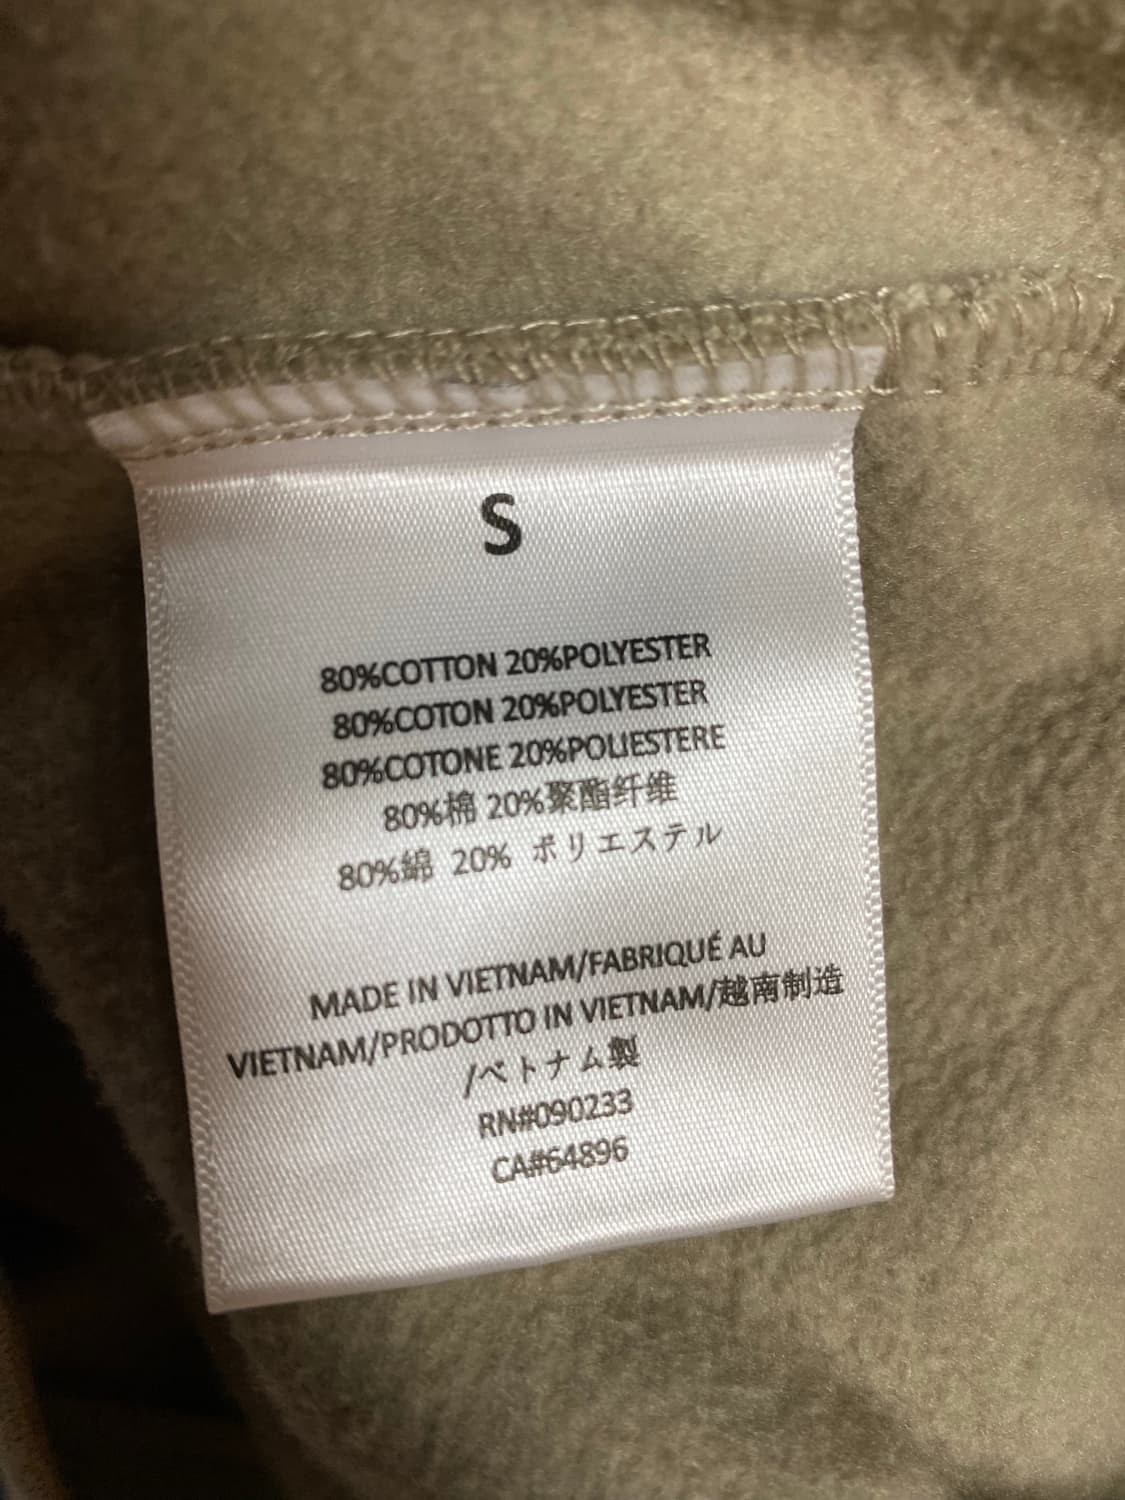 S
80%COTTON 20%POLYESTER
80%COTON 20%POLYESTER
80%COTONE 20%POLIESTERE
80%棉 20%聚酯纤维
80%綿 20% ポリエステル
MADE IN VIETNAM/FABRIQUÉ AU
VIETNAM/PRODOTTO IN VIETNAM/越南制造
/ベトナム製
RN#090233
CA#64896